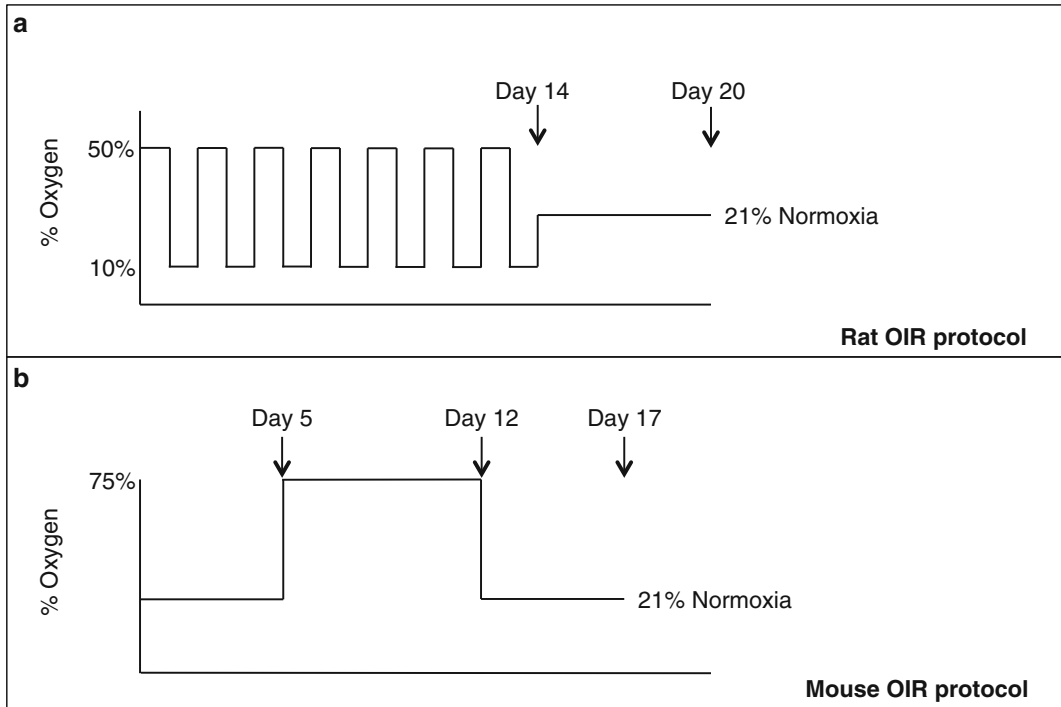 a
Day 14
Day 20
50%
% Oxygen
21% Normoxia
10%
Rat OIR protocol
b
Day 5
Day 12
Day 17
75%
% Oxygen
21% Normoxia
Mouse OIR protocol